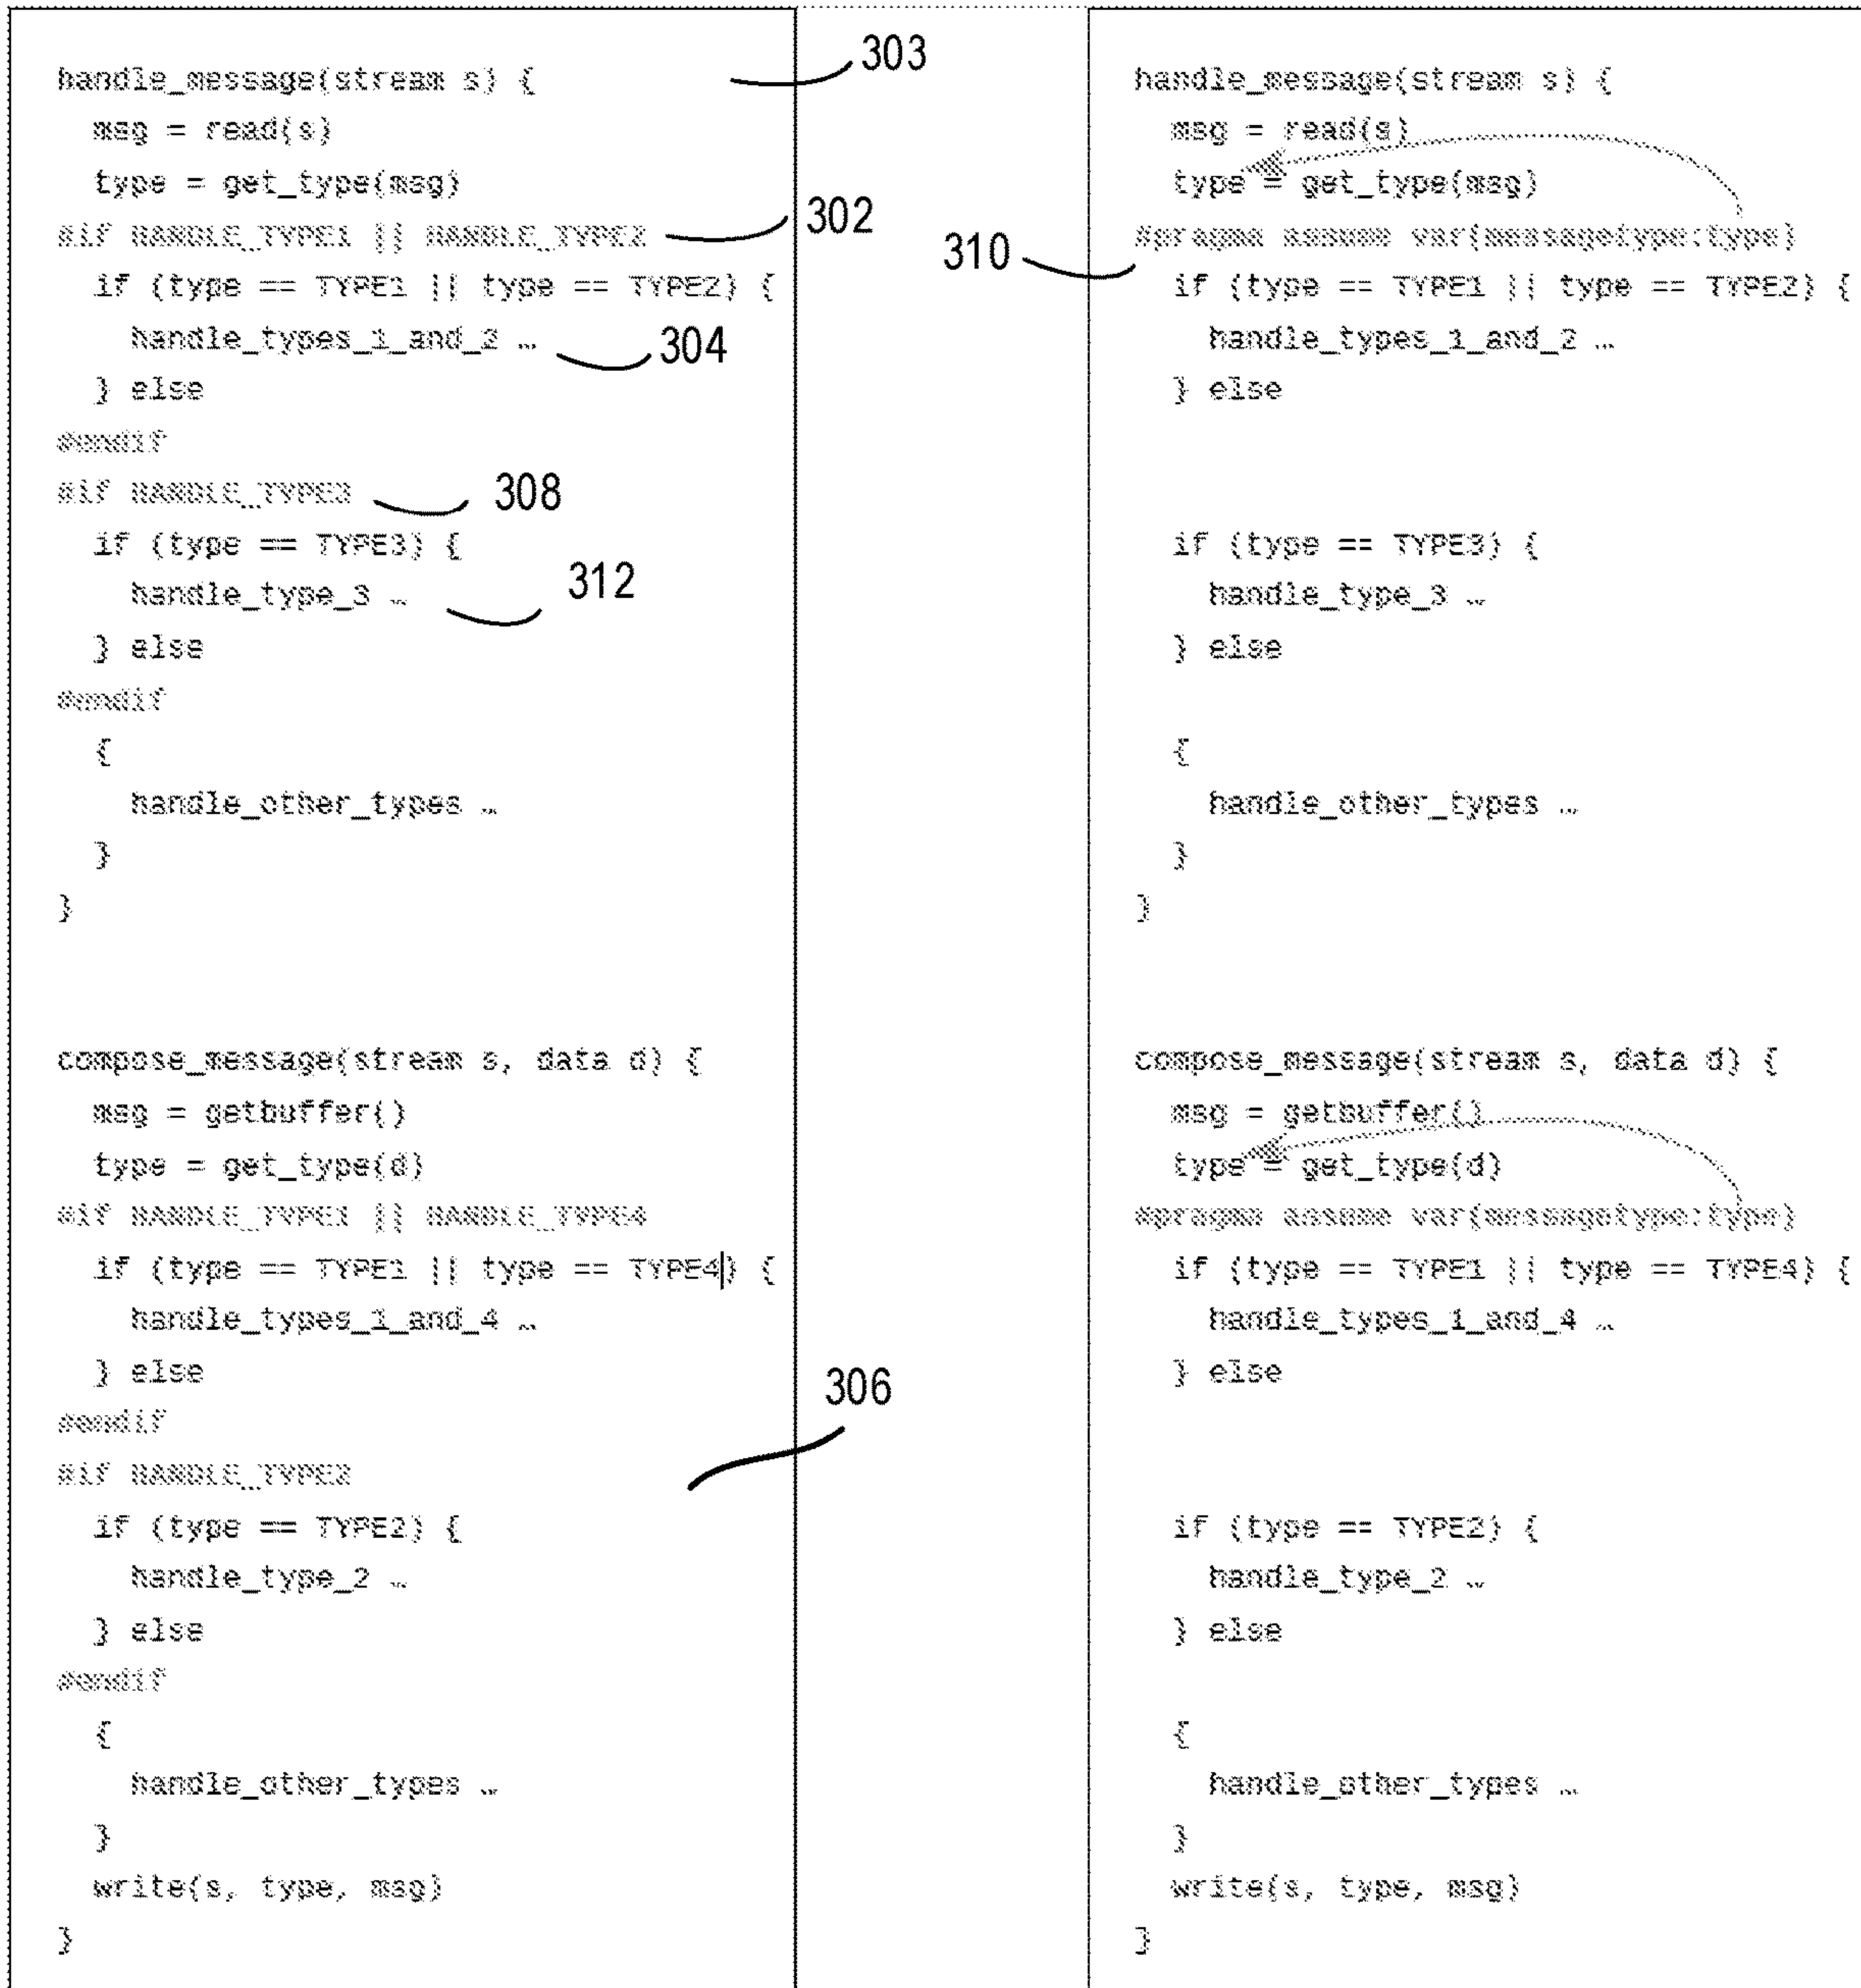 handle_message(stream s) {
303
msg = read(s)
type = get_type(msg)
#if HANDLE_TYPE1 || HANDLE_TYPE2
302
if (type == TYPE1 || type == TYPE2) {
handle_types_1_and_2 …
304
} else
#endif
#if HANDLE_TYPE3
308
if (type == TYPE3) {
handle_type_3 …
312
} else
#endif
{
handle_other_types …
}
}
compose_message(stream s, data d) {
msg = getbuffer()
type = get_type(d)
#if HANDLE_TYPE1 || HANDLE_TYPE4
if (type == TYPE1 || type == TYPE4) {
handle_types_1_and_4 …
} else
306
#endif
#if HANDLE_TYPE2
if (type == TYPE2) {
handle_type_2 …
} else
#endif
{
handle_other_types …
}
write(s, type, msg)
}
handle_message(stream s) {
msg = read(s)
type = get_type(msg)
#pragma assume var(messagetype:type)
310
if (type == TYPE1 || type == TYPE2) {
handle_types_1_and_2 …
} else
if (type == TYPE3) {
handle_type_3 …
} else
{
handle_other_types …
}
}
compose_message(stream s, data d) {
msg = getbuffer()
type = get_type(d)
#pragma assume var(messagetype:type)
if (type == TYPE1 || type == TYPE4) {
handle_types_1_and_4 …
} else
if (type == TYPE2) {
handle_type_2 …
} else
{
handle_other_types …
}
write(s, type, msg)
}